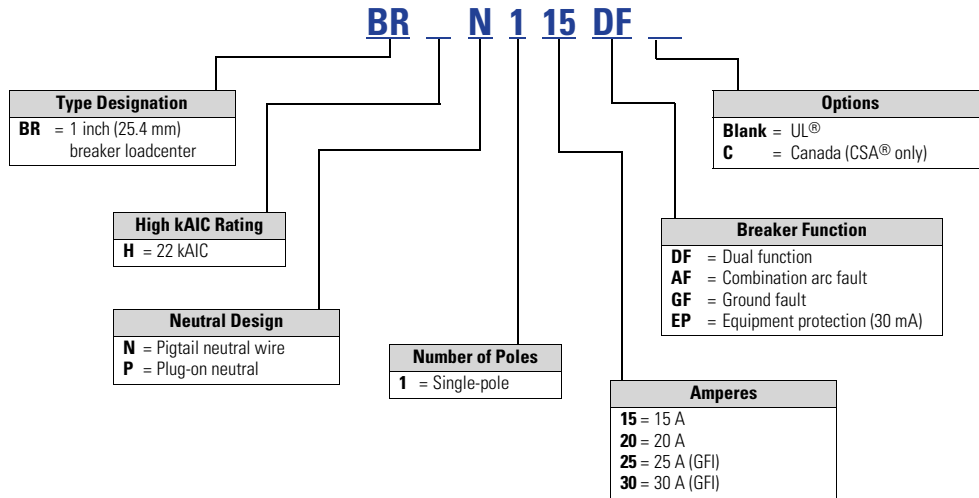 BR _ N 1 15 DF _
Type Designation
BR = 1 inch (25.4 mm)
breaker loadcenter
Options
Blank = UL®
C = Canada (CSA® only)
High kAIC Rating
H = 22 kAIC
Breaker Function
DF = Dual function
AF = Combination arc fault
GF = Ground fault
EP = Equipment protection (30 mA)
Neutral Design
N = Pigtail neutral wire
P = Plug-on neutral
Number of Poles
1 = Single-pole
Amperes
15 = 15 A
20 = 20 A
25 = 25 A (GFI)
30 = 30 A (GFI)